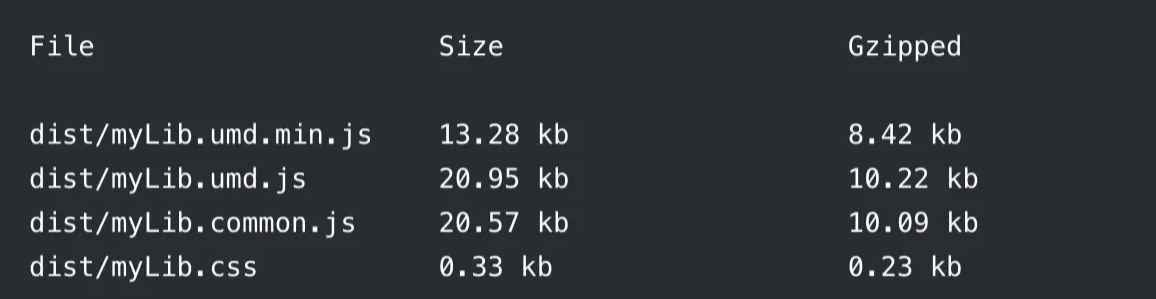 File Size Gzipped
dist/myLib.umd.min.js 13.28 kb 8.42 kb
dist/myLib.umd.js 20.95 kb 10.22 kb
dist/myLib.common.js 20.57 kb 10.09 kb
dist/myLib.css 0.33 kb 0.23 kb